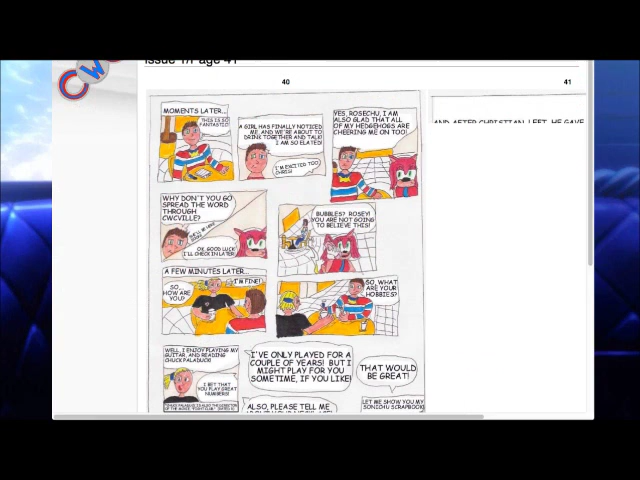 Issue 1/Page 41
40
41
MOMENTS LATER...
THIS IS SO
FANTASTIC!
A GIRL HAS FINALLY NOTICED
ME, AND WE'RE ABOUT TO
DRINK TOGETHER AND TALK!
I AM SO ELATED!
I'M EXCITED TOO
CHRIS!
YES, ROSECHU, I AM
ALSO GLAD THAT ALL
OF MY HEDGEHOGS ARE
CHEERING ME ON TOO!
WHY DON'T YOU GO
SPREAD THE WORD
THROUGH
CWCVILLE?
OK, GOOD LUCK!
I'LL CHECK IN LATER!
BUBBLES? ROSEY!
YOU ARE NOT GOING
TO BELIEVE THIS!
A FEW MINUTES LATER...
SO...
HOW ARE
YOU?
I'M FINE!
SO, WHAT
ARE YOUR
HOBBIES?
WELL, I ENJOY PLAYING MY
GUITAR, AND READING
CHUCK PALADUCK!
I BET THAT
YOU PLAY GREAT
NUMBERS!
I'VE ONLY PLAYED FOR A
COUPLE OF YEARS! BUT I
MIGHT PLAY FOR YOU
SOMETIME, IF YOU LIKE!
THAT WOULD
BE GREAT!
ALSO, PLEASE TELL ME
LET ME SHOW YOU MY
SONICHU SCRAPBOOK!
AND AFTER CHRISTIAN LEFT, HE GAVE